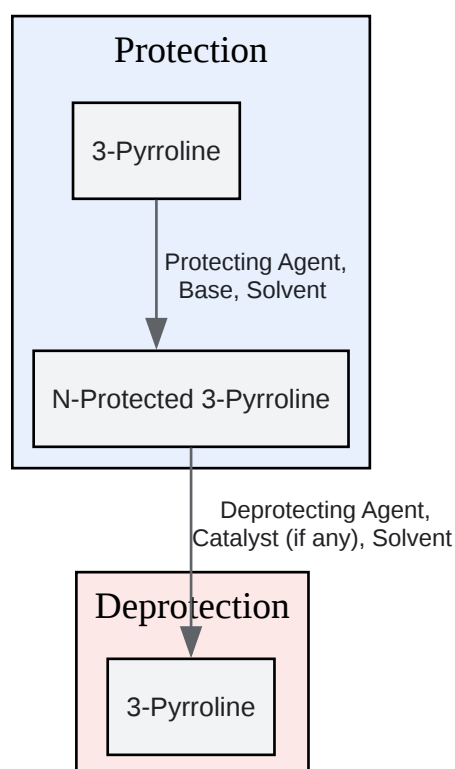 Protection
3-Pyrroline
Protecting Agent,
Base, Solvent
N-Protected 3-Pyrroline
Deprotecting Agent,
Catalyst (if any), Solvent
Deprotection
3-Pyrroline